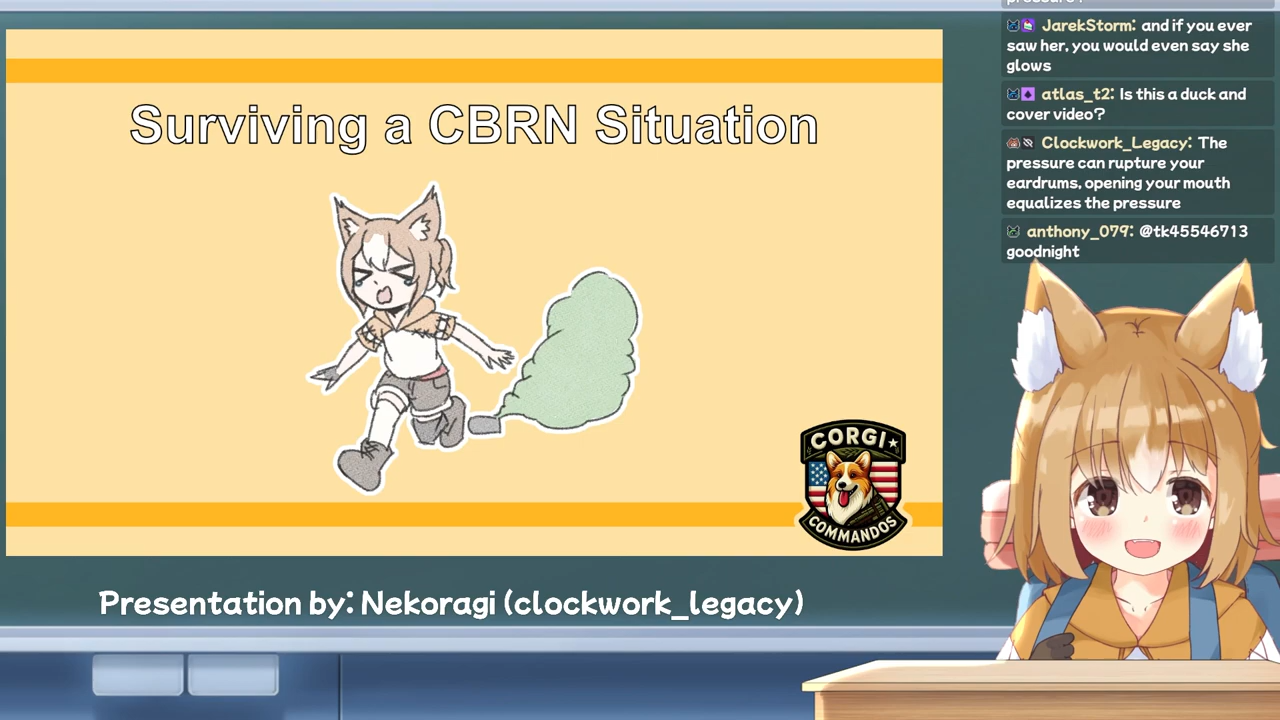 Surviving a CBRN Situation
CORGI
COMMANDOS
Presentation by: Nekoragi (clockwork_legacy)
JarekStorm: and if you ever
saw her, you would even say she
glows
atlas_t2: Is this a duck and
cover video?
Clockwork_Legacy: The
pressure can rupture your
eardrums, opening your mouth
equalizes the pressure
anthony_079: @tk45546713
goodnight